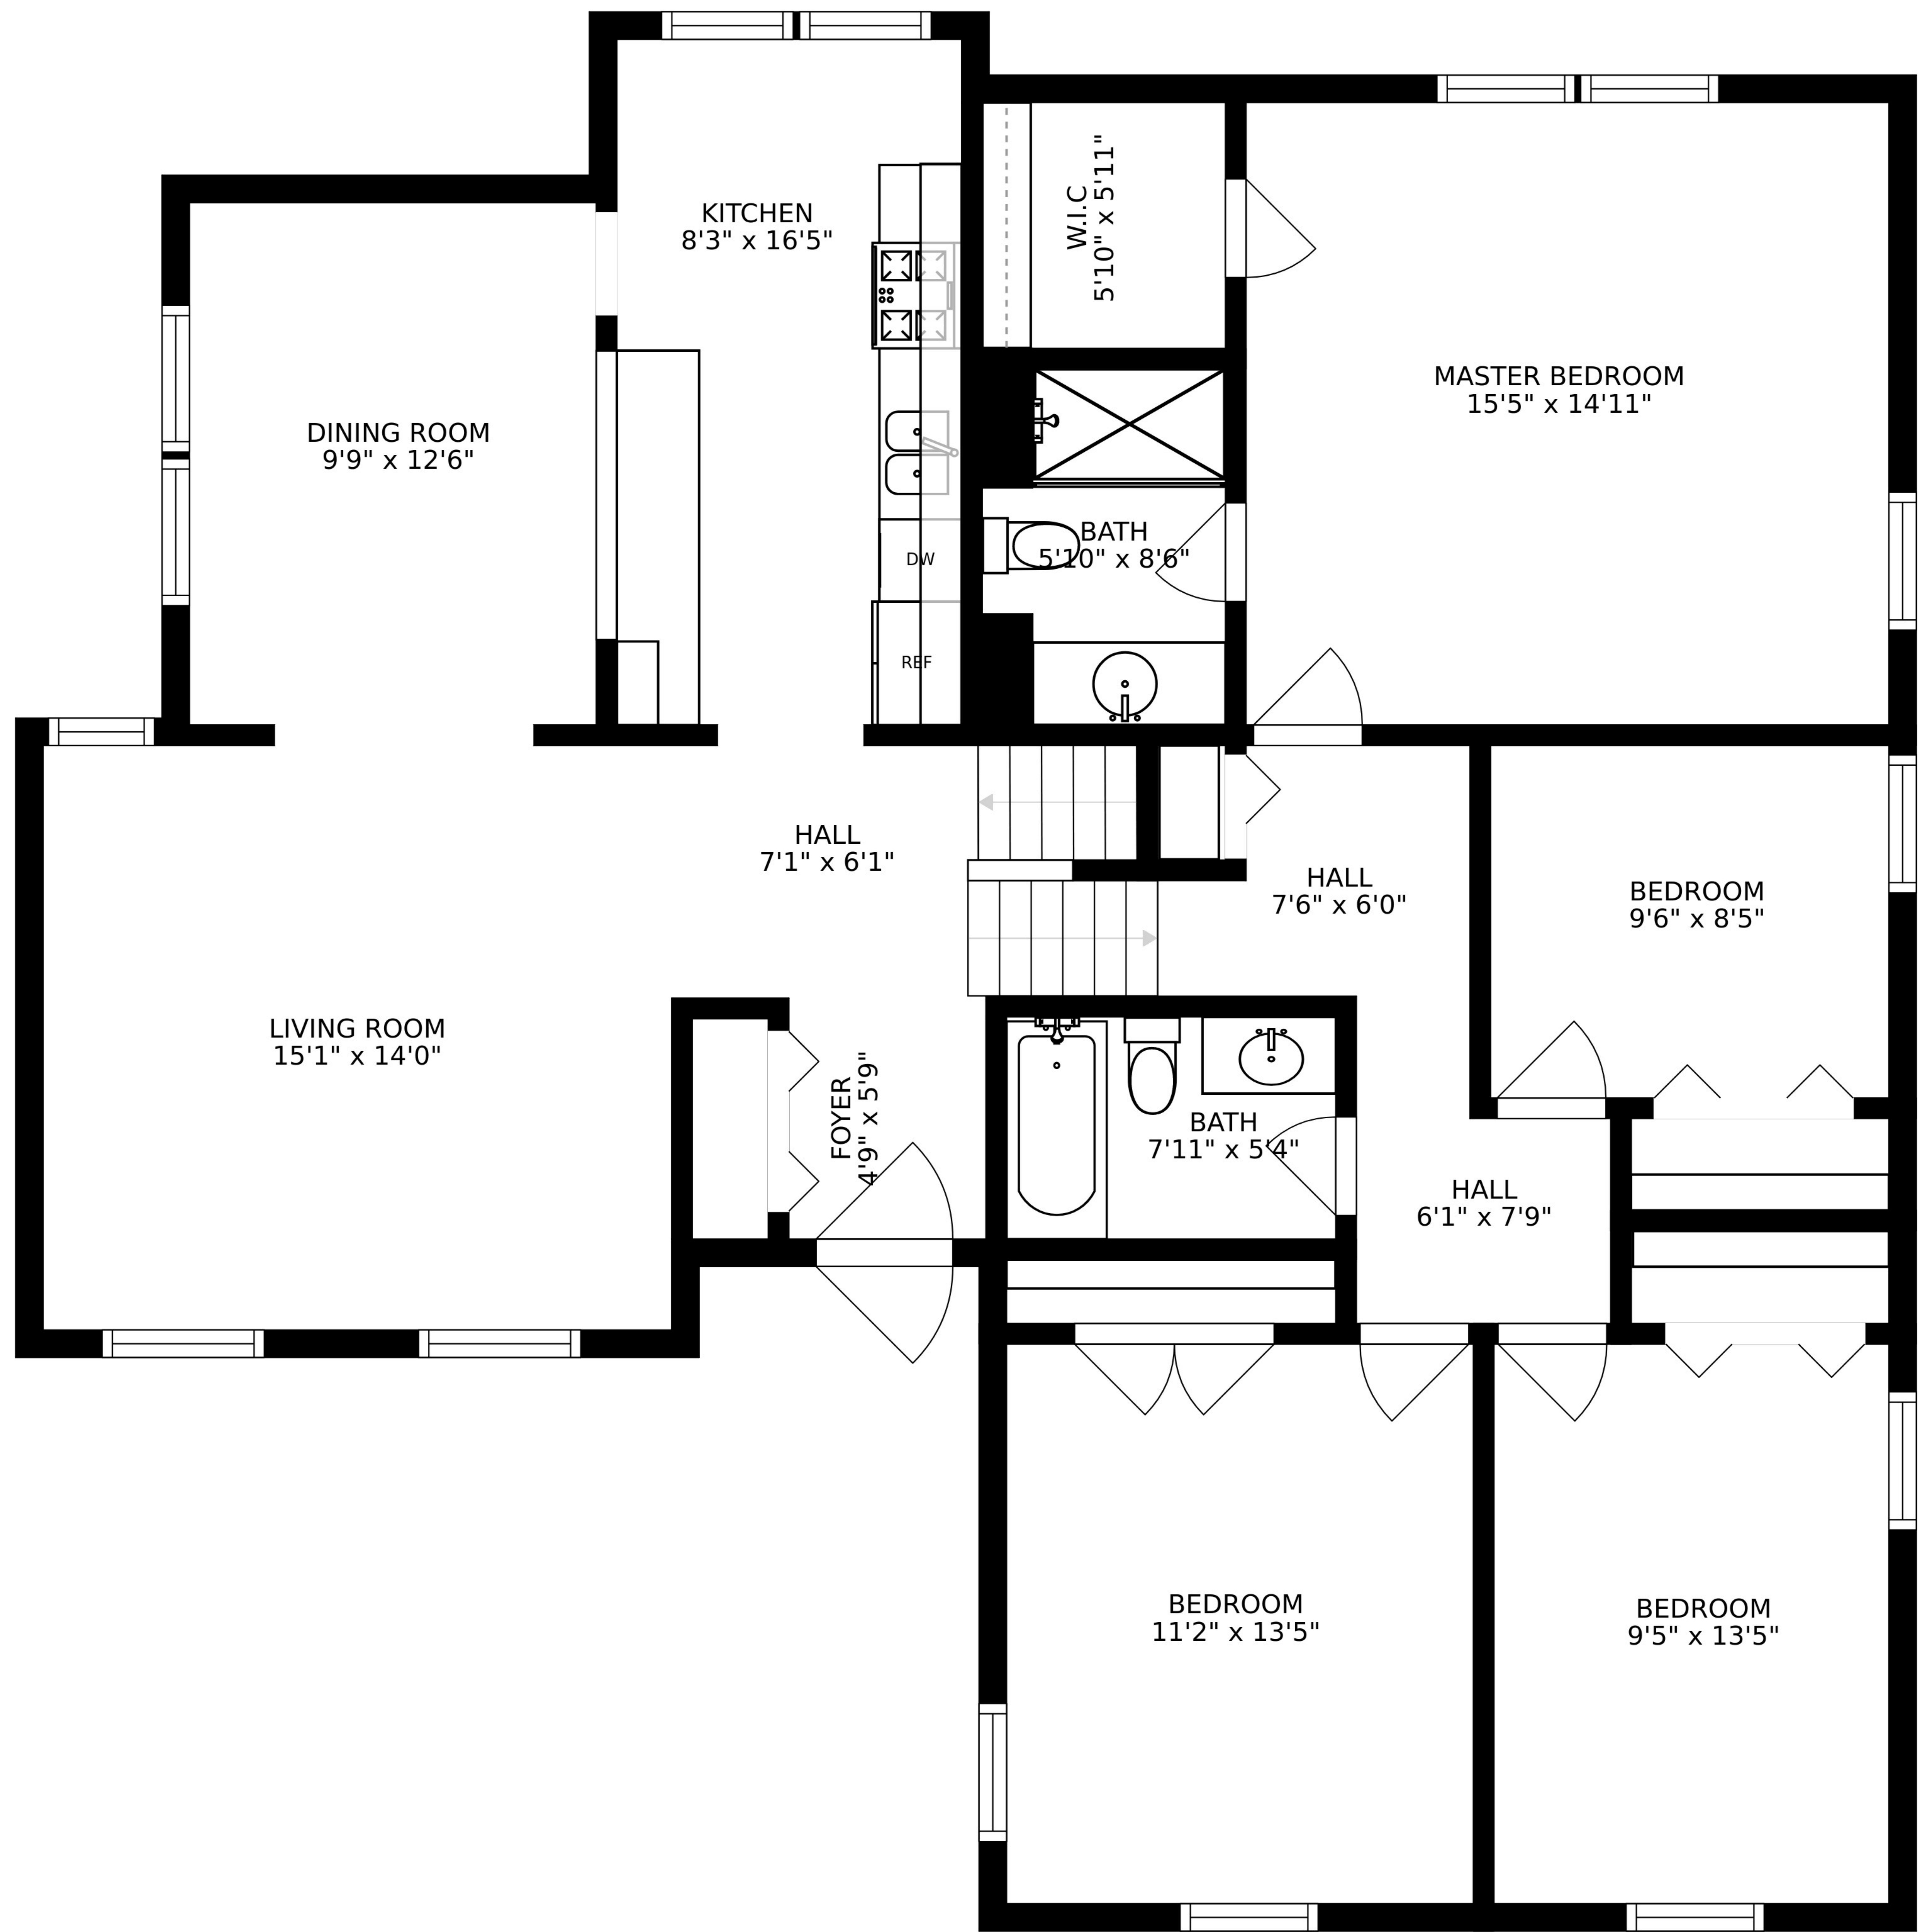 KITCHEN
8'3" x 16'5"
W.I.C
5'10" x 5'11"
MASTER BEDROOM
15'5" x 14'11"
DINING ROOM
9'9" x 12'6"
BATH
5'10" x 8'6"
DW
REF
HALL
7'1" x 6'1"
HALL
7'6" x 6'0"
BEDROOM
9'6" x 8'5"
LIVING ROOM
15'1" x 14'0"
FOYER
4'9" x 5'9"
BATH
7'11" x 5'4"
HALL
6'1" x 7'9"
BEDROOM
11'2" x 13'5"
BEDROOM
9'5" x 13'5"